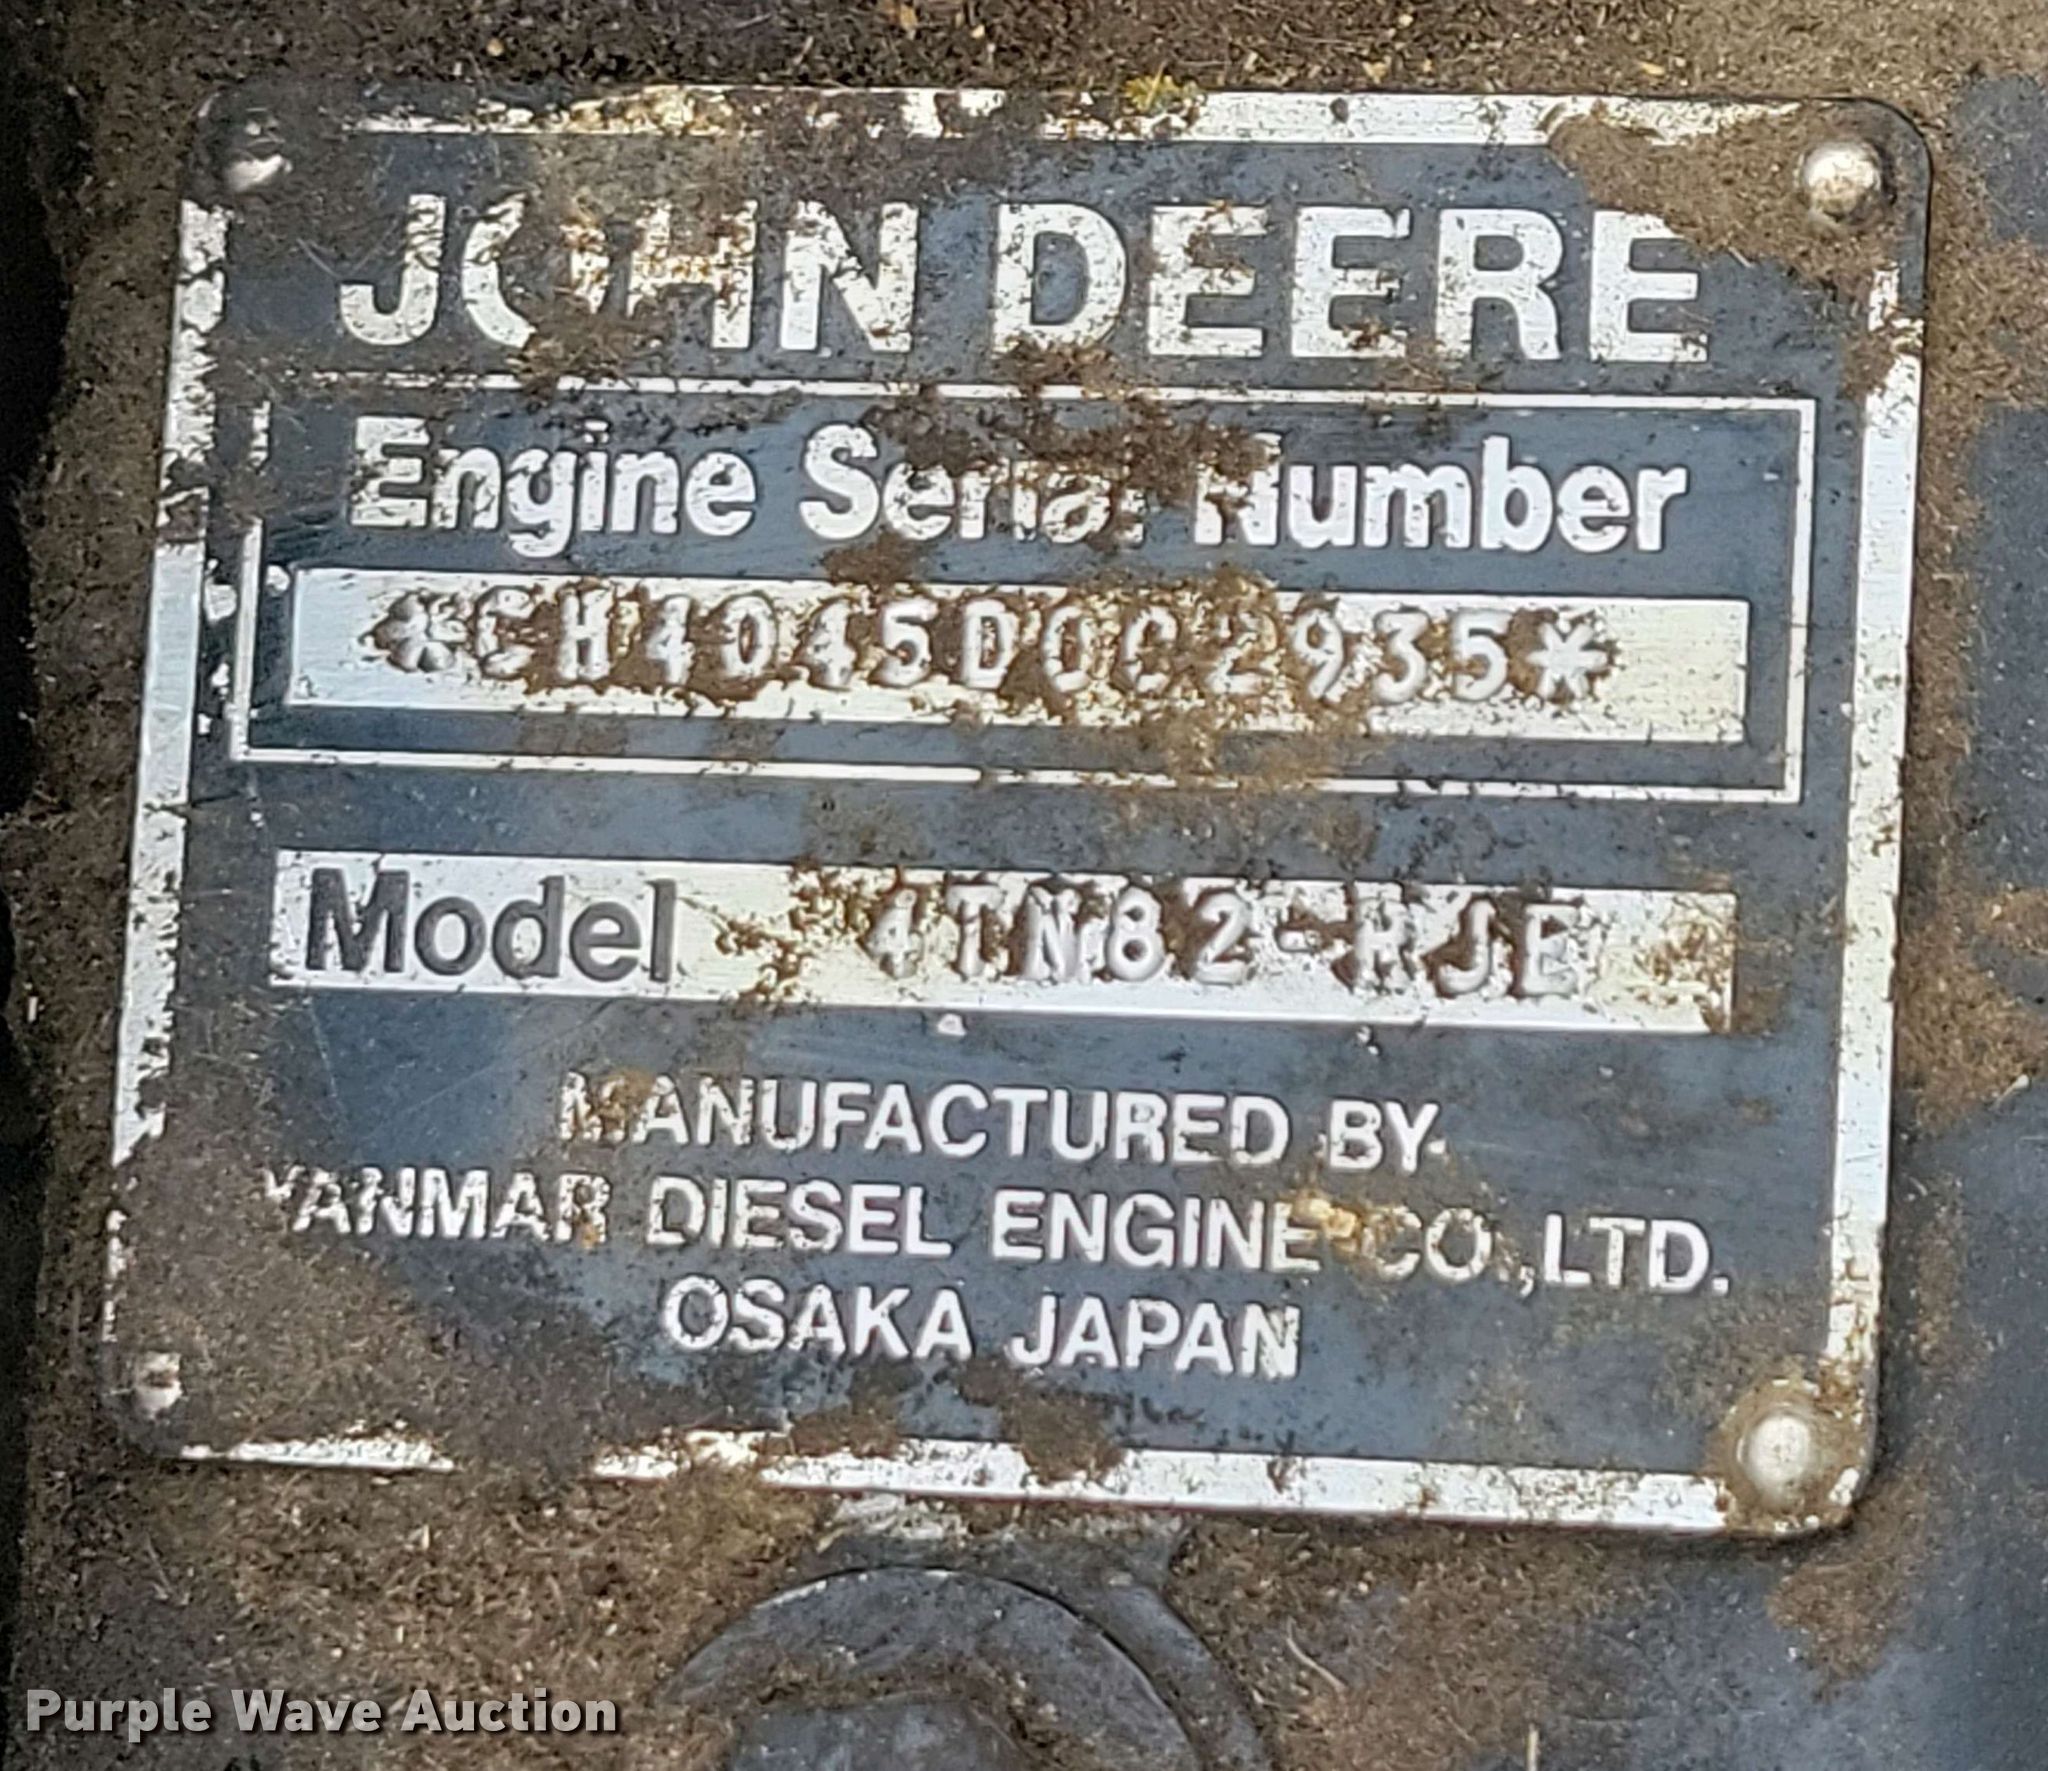 JOHN DEERE
Engine Serial Number
*CH4045D002935*
Model 4TN82-RJE
MANUFACTURED BY
YANMAR DIESEL ENGINE CO.,LTD.
OSAKA JAPAN
Purple Wave Auction